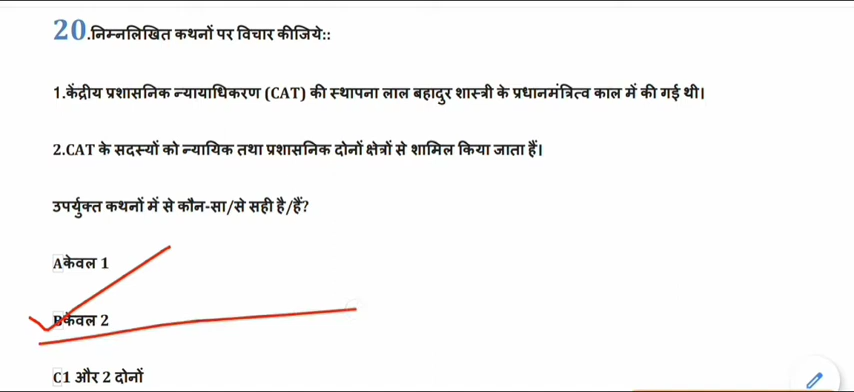 20.निम्नलिखित कथनों पर विचार कीजिये::
1.केंद्रीय प्रशासनिक न्यायाधिकरण (CAT) की स्थापना लाल बहादुर शास्त्री के प्रधानमंत्रित्व काल में की गई थी।
2.CAT के सदस्यों को न्यायिक तथा प्रशासनिक दोनों क्षेत्रों से शामिल किया जाता हैं।
उपर्युक्त कथनों में से कौन-सा/से सही है/हैं?
Aकेवल 1
Bकेवल 2
C1 और 2 दोनों